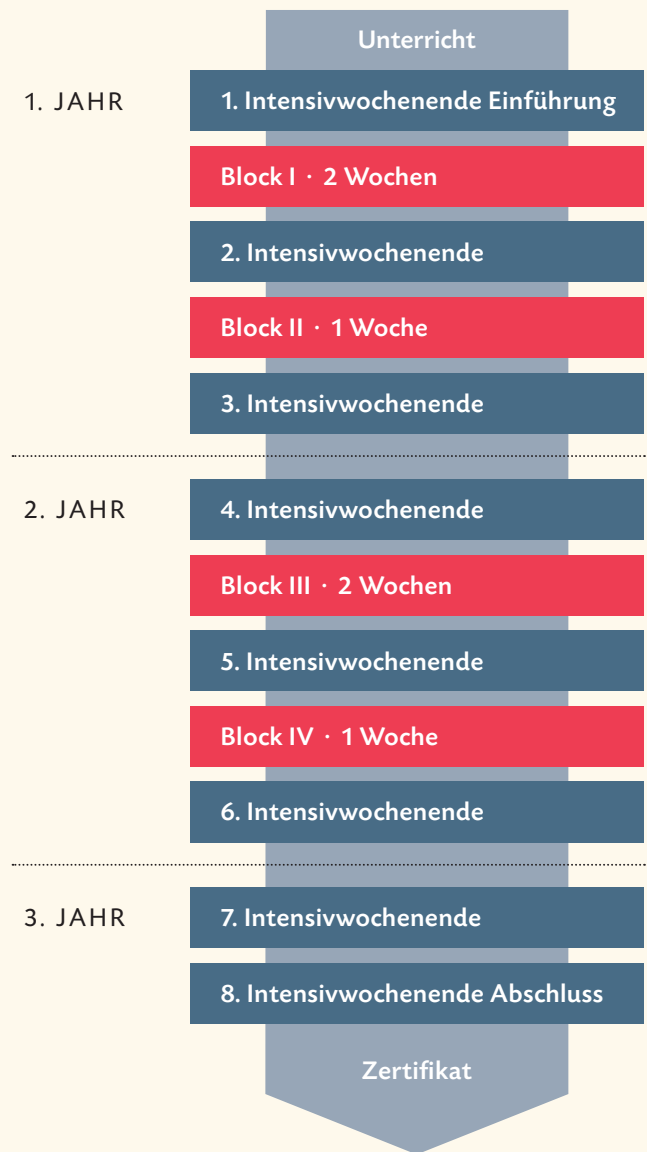 Unterricht
1. JAHR
1. Intensivwochenende Einführung
Block I · 2 Wochen
2. Intensivwochenende
Block II · 1 Woche
3. Intensivwochenende
2. JAHR
4. Intensivwochenende
Block III · 2 Wochen
5. Intensivwochenende
Block IV · 1 Woche
6. Intensivwochenende
3. JAHR
7. Intensivwochenende
8. Intensivwochenende Abschluss
Zertifikat